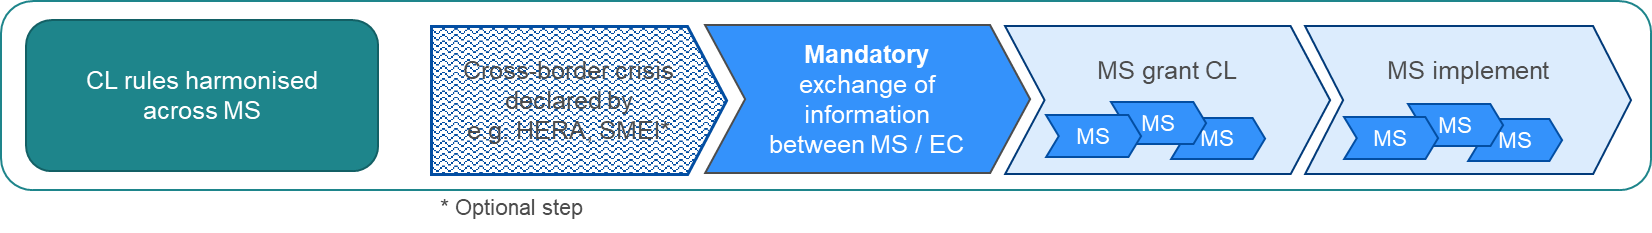 CL rules harmonised
across MS
Cross-border crisis
declared by
e.g. HERA, SMEI*
Mandatory
exchange of
information
between MS / EC
MS grant CL
MS
MS
MS
MS implement
MS
MS
MS
* Optional step